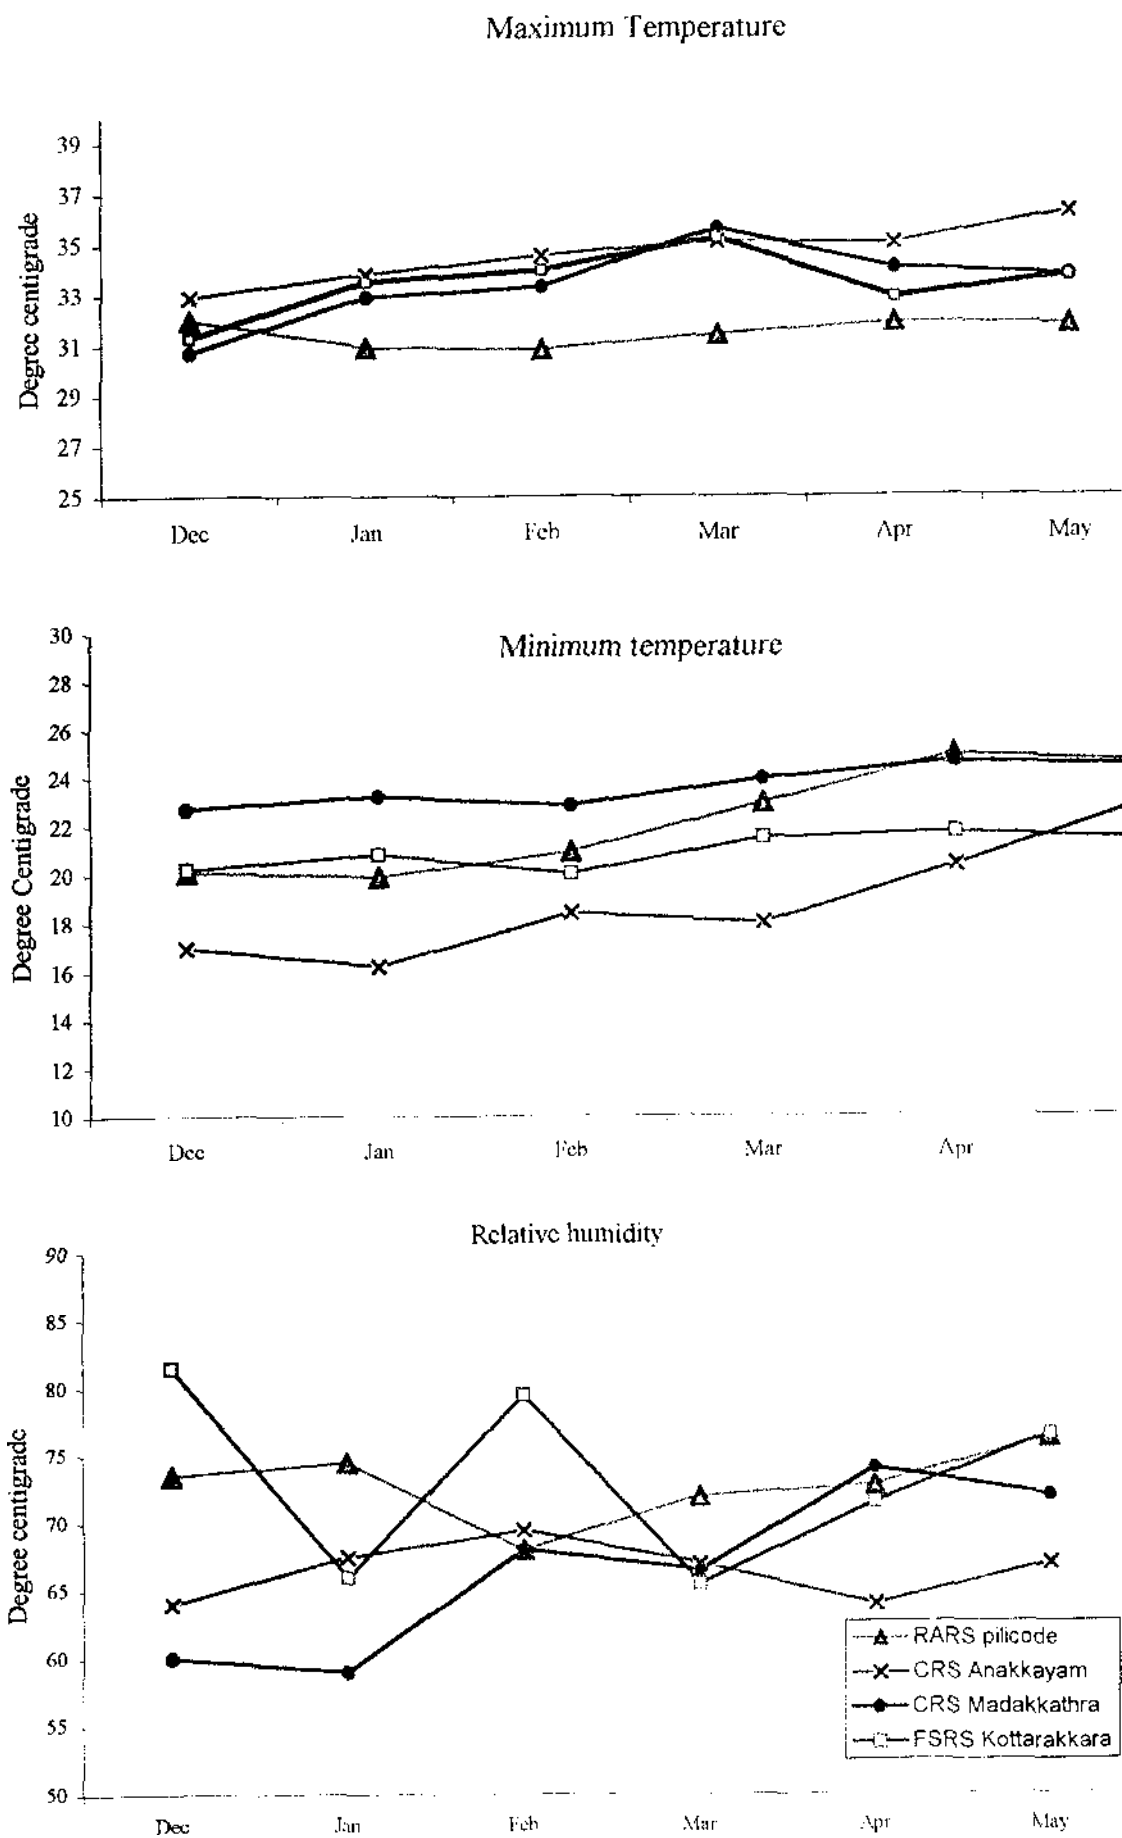 Maximum Temperature
39
37
35
33
31
29
27
25
Degree centigrade
Dec Jan Feb Mar Apr May
Minimum temperature
30
28
26
24
22
20
18
16
14
12
10
Degree Centigrade
Dec Jan Feb Mar Apr
Relative humidity
90
85
80
75
70
65
60
55
50
Degree centigrade
RARS pilicode
CRS Anakkayam
CRS Madakkathra
FSRS Kottarakkara
Dec Jan Feb Mar Apr May